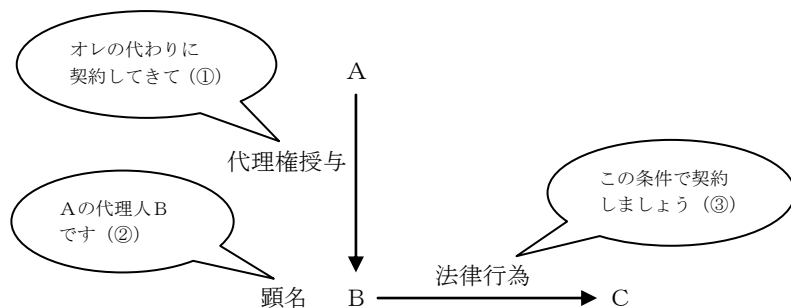 オレの代わりに
契約してきて（①）
A
代理権授与
この条件で契約
しましょう（③）
Aの代理人B
です（②）
法律行為
顕名 B C